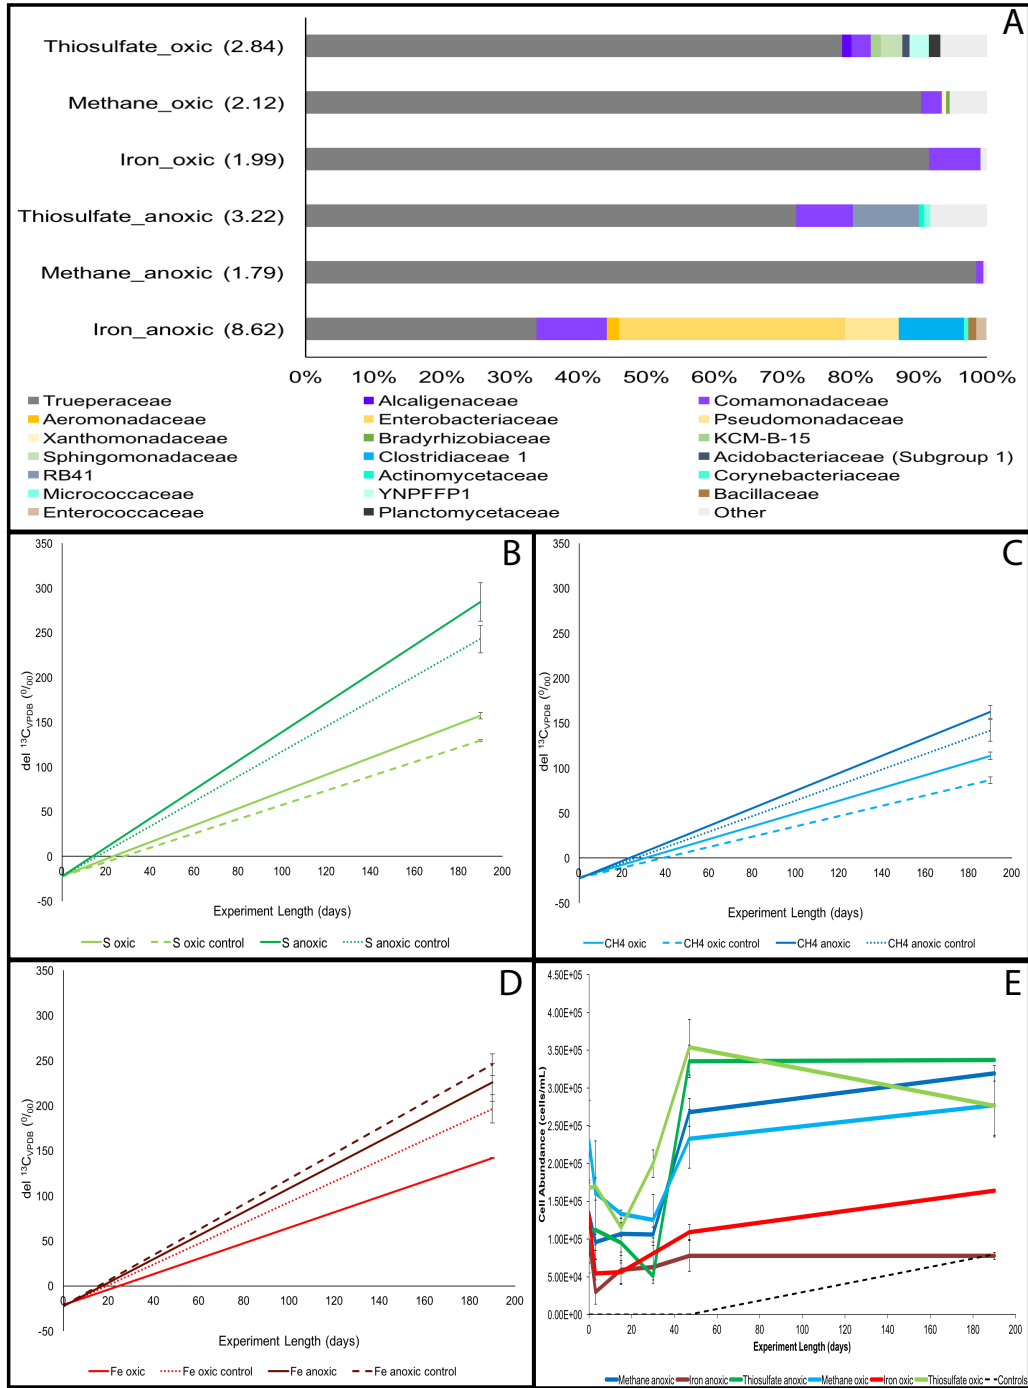 A
Thiosulfate_oxic (2.84)
Methane_oxic (2.12)
Iron_oxic (1.99)
Thiosulfate_anoxic (3.22)
Methane_anoxic (1.79)
Iron_anoxic (8.62)
0% 10% 20% 30% 40% 50% 60% 70% 80% 90% 100%
Trueperaceae Alcaligenaceae Comamonadaceae
Aeromonadaceae Enterobacteriaceae Pseudomonadaceae
Xanthomonadaceae Bradyrhizobiaceae KCM-B-15
Sphingomonadaceae Clostridiaceae 1 Acidobacteriaceae (Subgroup 1)
RB41 Actinomycetaceae Corynebacteriaceae
Micrococcaceae YNPFFP1 Bacillaceae
Enterococcaceae Planctomycetaceae Other
B
350
300
250
200
150
100
50
0
-50
del ¹³C VPDB (⁰/₀₀)
0 20 40 60 80 100 120 140 160 180 200
Experiment Length (days)
S oxic S oxic control S anoxic S anoxic control
C
350
300
250
200
150
100
50
0
-50
del ¹³C VPDB (⁰/₀₀)
0 20 40 60 80 100 120 140 160 180 200
Experiment Length (days)
CH4 oxic CH4 oxic control CH4 anoxic CH4 anoxic control
D
350
300
250
200
150
100
50
0
-50
del ¹³C VPDB (⁰/₀₀)
0 20 40 60 80 100 120 140 160 180 200
Experiment Length (days)
Fe oxic Fe oxic control Fe anoxic Fe anoxic control
E
4.50E+05
4.00E+05
3.50E+05
3.00E+05
2.50E+05
2.00E+05
1.50E+05
1.00E+05
5.00E+04
0.00E+00
Cell Abundance (cells/mL)
0 20 40 60 80 100 120 140 160 180 200
Experiment Length (days)
Methane anoxic Iron anoxic Thiosulfate anoxic Methane oxic Iron oxic Thiosulfate oxic Controls